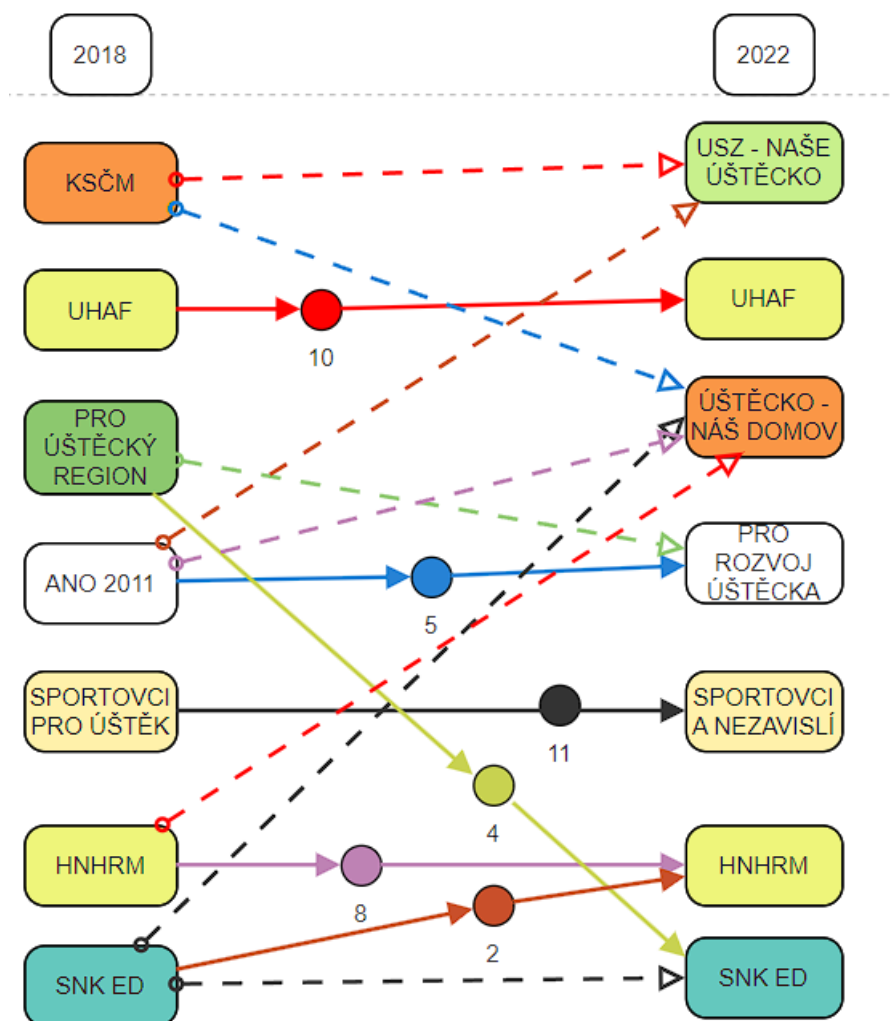 2018
2022
KSČM
USZ - NAŠE
ÚŠTĚCKO
UHAF
10
UHAF
PRO
ÚŠTĚCKÝ
REGION
ÚŠTĚCKO -
NÁŠ DOMOV
ANO 2011
5
PRO
ROZVOJ
ÚŠTĚCKA
SPORTOVCI
PRO ÚŠTĚK
11
SPORTOVCI
A NEZAVISLÍ
4
HNHRM
8
HNHRM
2
SNK ED
SNK ED